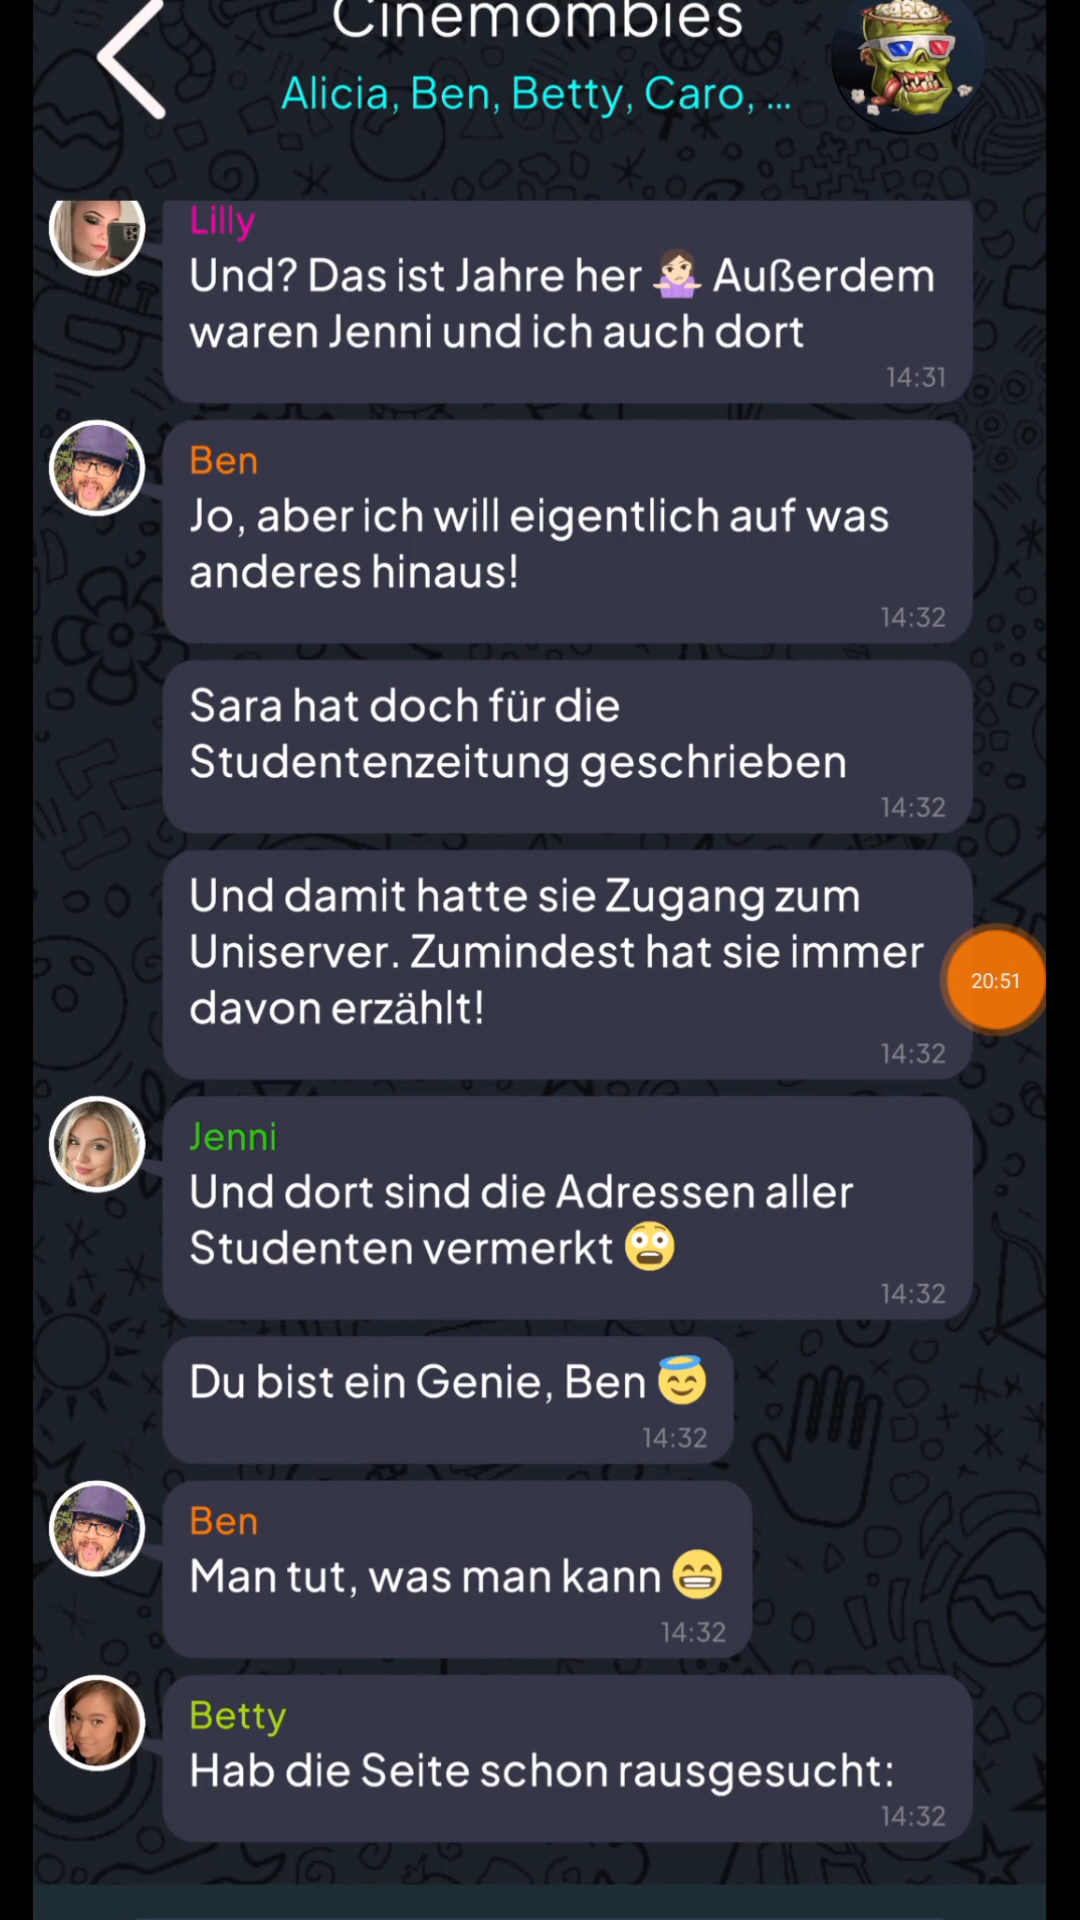 Cinemombies
Alicia, Ben, Betty, Caro, ...
Lilly
Und? Das ist Jahre her 🤷🏻‍♀️ Außerdem
waren Jenni und ich auch dort
14:31
Ben
Jo, aber ich will eigentlich auf was
anderes hinaus!
14:32
Sara hat doch für die
Studentenzeitung geschrieben
14:32
Und damit hatte sie Zugang zum
Uniserver. Zumindest hat sie immer
davon erzählt!
14:32
20:51
Jenni
Und dort sind die Adressen aller
Studenten vermerkt 😨
14:32
Du bist ein Genie, Ben 😇
14:32
Ben
Man tut, was man kann 😁
14:32
Betty
Hab die Seite schon rausgesucht:
14:32